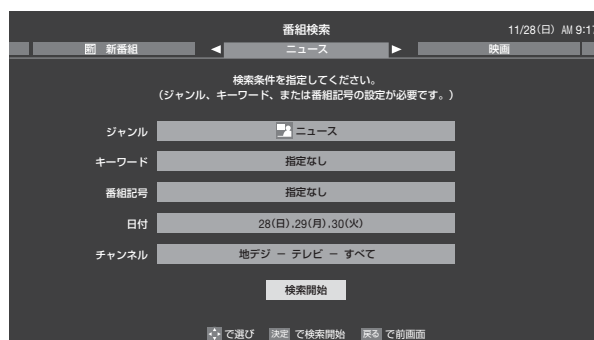 番組検索
11/28(日) AM 9:1
新 新番組 ◀ ニュース ▶ 映画
検索条件を指定してください。
(ジャンル、キーワード、または番組記号の設定が必要です。)
ジャンル ニュース
キーワード 指定なし
番組記号 指定なし
日付 28(日).29(月).30(火)
チャンネル 地デジ － テレビ － すべて
検索開始
で選び 決定 で検索開始 戻る で前画面